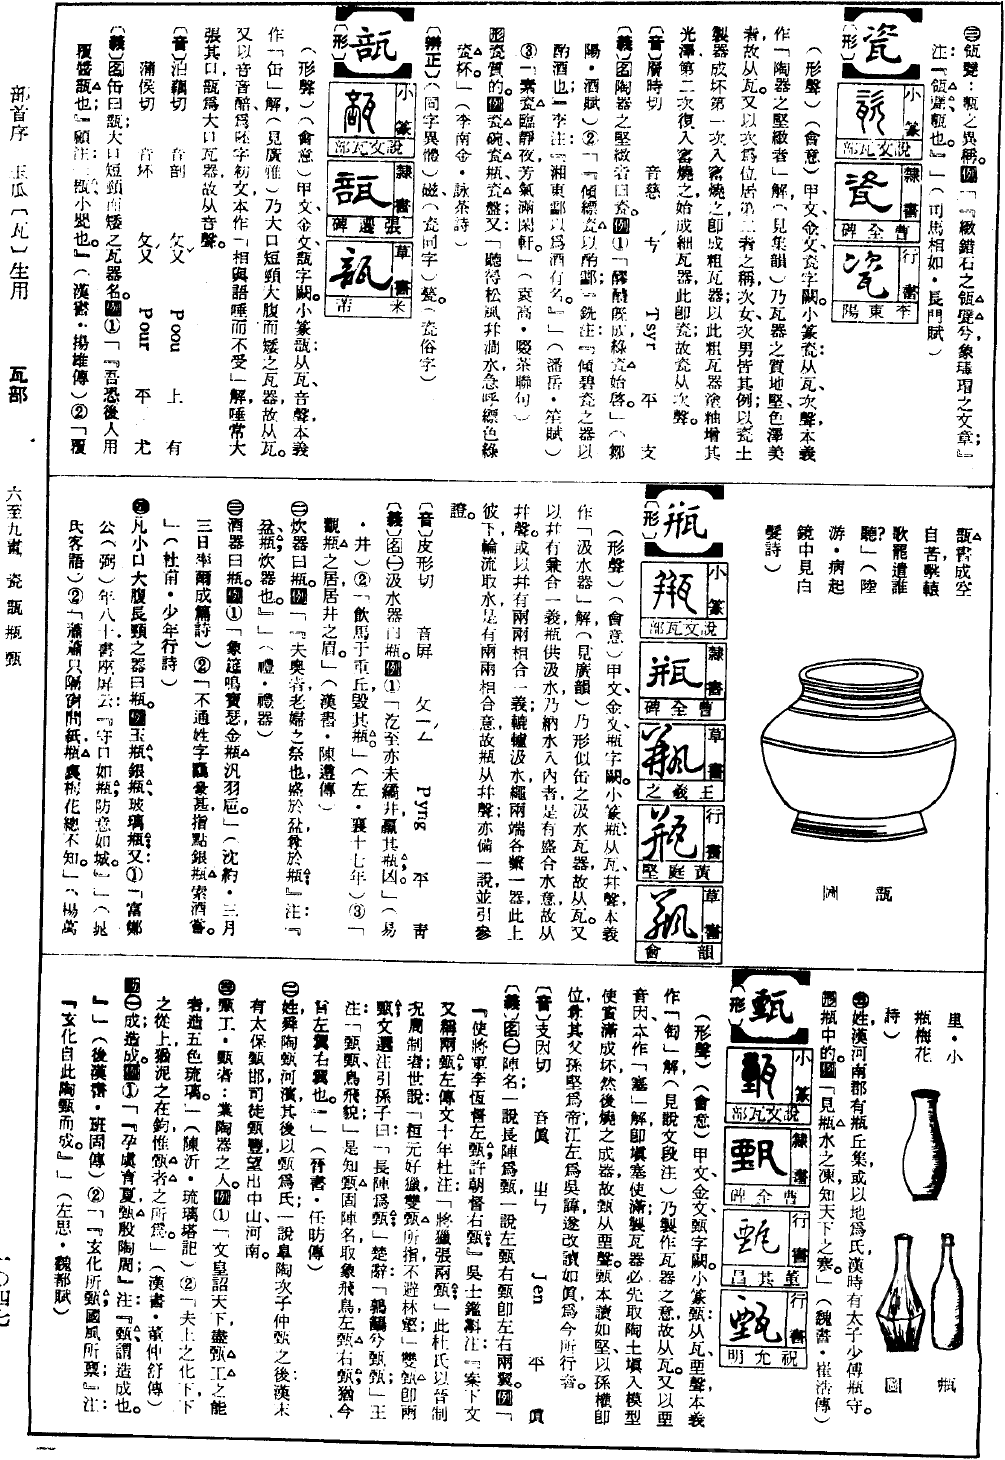 ㊂瓴甓：甎之異稱。例「『緻錯石之瓴甓兮，象瑇瑁之文章』
注：『瓴甓，甎也。』」（司馬相如・長門賦）
瓷
〔形〕
小篆
說文瓦部
隸書
曹全碑
行書
李東陽
（形聲）（會意）甲文、金文瓷字闕。小篆瓷：从瓦、次聲，本義
作「陶器之堅緻者」解，（見集韻）乃瓦器之質地堅色澤美
者，故从瓦。又以次爲位居第二者之稱，次女、次男皆其例；以瓷土
製器成坏，第一次入窰燒之，即成粗瓦器；以此粗瓦器塗釉增其
光澤，第二次復入窰燒之，始成細瓦器，此即瓷；故瓷从次聲。
〔音〕層時切　音慈　ㄘˊ　Tsyr　平　支
〔義〕名陶器之堅緻者曰瓷。例①「醪醴旣成，綠瓷始啓。」（鄒
陽・酒賦）②「『傾縹瓷以酌酃』銑注：『傾碧瓷之器以
酌酒也。』李注：『湘東酃以爲酒有名。』」（潘岳・笙賦）
③「素瓷臨靜夜，芳氣滿閑軒。」（袁高・啜茶聯句）
形瓷質的。例瓷碗、瓷瓶、瓷盤；又「聽得松風幷澗水，急呼縹色綠
瓷杯。」（李南金・詠茶詩）
〔辨正〕（同字異體）磁（瓷同字）甆（瓷俗字）
瓿
〔形〕
小篆
說文瓦部
隸書
張遷碑
草書
米芾
（形聲）（會意）甲文、金文瓿字闕。小篆瓿：从瓦、咅聲，本義
作「缶」解，（見廣雅）乃大口短頸大腹而矮之瓦器，故从瓦。
又以咅音醅，爲咅字初文，本作「相與語唾而不受」解，唾常大
張其口，瓿爲大口瓦器，故从咅聲。
〔音〕泊藕切　音剖　ㄆㄡˇ　Poou　上　有
蒲侯切　音抔　ㄆㄡˊ　Pour　平　尤
〔義〕名缶曰瓿；大口短頸而矮之瓦器名。例①「『吾恐後人用
覆醬瓿也。』顏注：『瓿，小甖也。』」（漢書・揚雄傳）②「覆
瓿書成空
自苦，擊轅
歌罷遣誰
聽？」（陸
游・病起
鏡中見白
髮詩）
瓿圖
瓶
〔形〕
小篆
說文瓦部
隸書
曹全碑
草書
王羲之
行書
黃庭堅
草書
韻會
（形聲）（會意）甲文、金文瓶字闕。小篆瓶：从瓦、幷聲，本義
作「汲水器」解，（見廣韻）乃形似缶之汲水瓦器，故从瓦。又
以幷有兼合一義，瓶供汲水，乃納水入內者，是有盛合水意，故从
幷聲。或以幷有兩兩相合一義；轆轤汲水，繩兩端各繫一器，此上
彼下，輪流取水，是有兩兩相合意，故瓶从幷聲；亦備一說，並引參
證。
〔音〕皮形切　音屏　ㄆㄧㄥˊ　Pyng　平　靑
〔義〕名㊀汲水器曰瓶。例①「汔至亦未繘井，羸其瓶，凶。」（易
・井）②「飲馬于重丘，毀其瓶。」（左・襄十七年）③「
觀瓶之居，居井之眉。」（漢書・陳遵傳）
㊁炊器曰瓶。例「『夫奧者，老婦之祭也，盛於盆，尊於瓶。』注：『
盆、瓶，炊器也。』」（禮・禮器）
㊂酒器曰瓶。例①「象筵鳴寶瑟，金瓶汎羽卮。」（沈約・三月
三日率爾成篇詩）②「不通姓字麤豪甚，指點銀瓶索酒嘗。
」（杜甫・少年行詩）
㊃凡小口大腹長頸之器曰瓶。例玉瓶、銀瓶、玻璃瓶；又：①「富鄭
公（弼）年八十，書座屏云：『守口如瓶，防意如城。』」（晁
氏客語）②「蕭蕭只隔窗間紙，瓶裏梅花總不知。」（楊萬
里・小
瓶梅花
詩）
瓶圖
㊄姓，漢河南郡有瓶丘集，或以地爲氏，漢時有太子少傅瓶守。
形瓶中的。例「見瓶水之凍，知天下之寒。」（魏書・崔浩傳）
甄
〔形〕
小篆
說文瓦部
隸書
曹全碑
行書
董其昌
行書
祝允明
（形聲）（會意）甲文、金文甄字闕。小篆甄：从瓦、垔聲，本義
作「匋」解，（見說文段注）乃製作瓦器之意，故从瓦。又以垔
音因，本作「塞」解，即塡塞使滿；製瓦器必先取陶土塡入模型
使實滿成坏，然後燒之成器；故甄从垔聲。甄本讀如堅，以孫權即
位，尊其父孫堅爲帝，江左爲吳諱，遂改讀如眞，爲今所行者。
〔音〕支因切　音眞　ㄓㄣ　Jen　平　眞
〔義〕名㊀陣名，一說長陣爲甄，一說左甄、右甄即左右兩翼。例「
『使將軍李恆督左甄，許朝督右甄。』吳士鑑斠注：『案下文
又稱兩甄，左傳文十年杜注：「將獵張兩甄。」此杜氏以晉制
況周制者，世說「桓元好獵，雙甄所指，不避林壑。」雙甄即兩
甄，文選注引孫子曰：「長陳爲甄。」楚辭「鶤鶬兮甄甄」王
注：「甄甄，鳥飛貌。」是知甄固陣名，取象飛鳥，左甄右甄，猶今
言左翼右翼也。』」（晉書・任昉傳）
㊁姓，舜陶甄河濱，其後以甄爲氏，一說皐陶次子仲甄之後，漢末
有太保甄邯、司徒甄豐，望出中山、河南。
㊂甄工・甄者：業陶器之人。例①「文皇詔天下，盡甄工之能
者，造五色琉璃。」（陳沂・琉璃塔記）②「夫上之化下，下
之從上，猶泥之在鈞，惟甄者之所爲。」（漢書・董仲舒傳）
動㊀成；造成。例①「『孕虞育夏，甄殷陶周。』注：『甄謂造成也。
』」（後漢書・班固傳）②「『玄化所甄，國風所稟。』注：
『玄化自此陶甄而成。』」（左思・魏都賦）
部首序　玉瓜〔瓦〕生用　瓦部　六至九畫　瓷瓿瓶甄　一〇四七